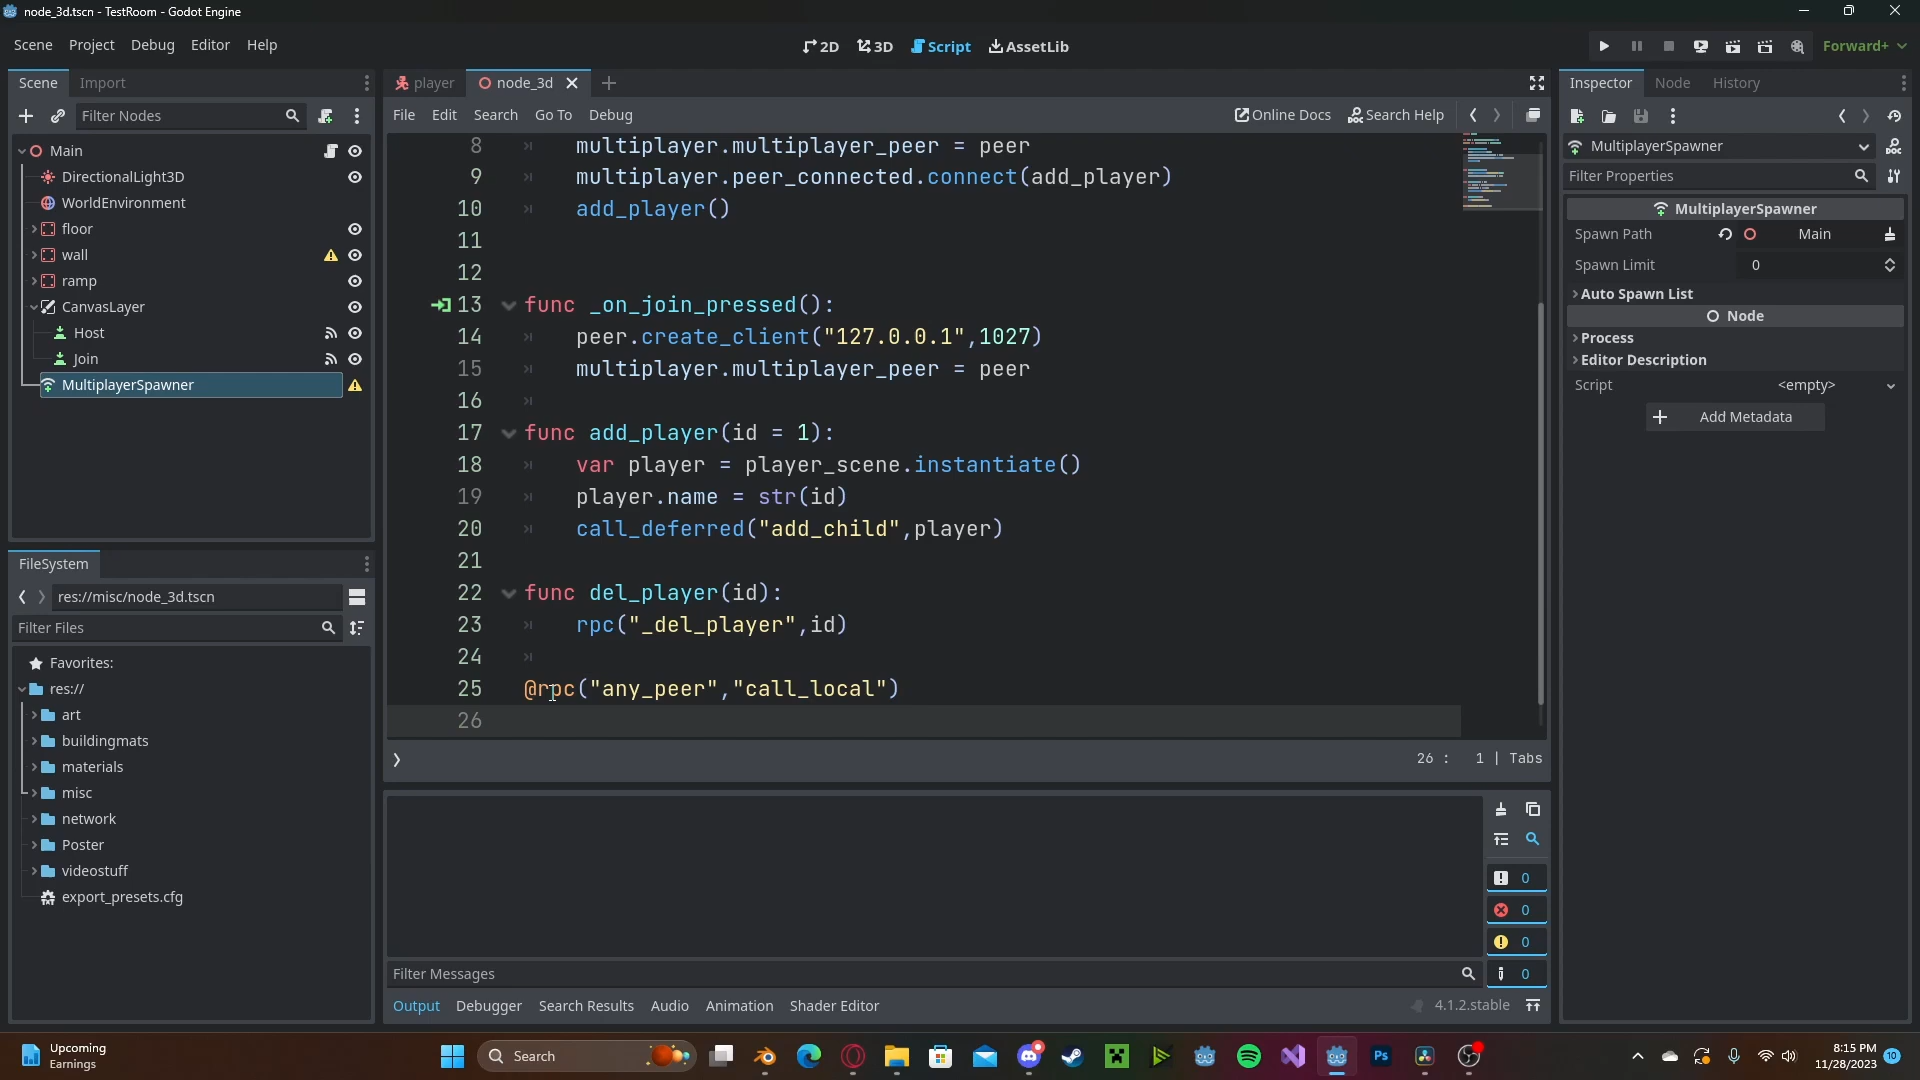 node_3d.tscn - TestRoom - Godot Engine
Scene Project Debug Editor Help
2D 3D Script AssetLib
Forward+
Scene Import
Filter Nodes
Main
DirectionalLight3D
WorldEnvironment
floor
wall
ramp
CanvasLayer
Host
Join
MultiplayerSpawner
FileSystem
res://misc/node_3d.tscn
Filter Files
Favorites:
res://
art
buildingmats
materials
misc
network
Poster
videostuff
export_presets.cfg
player node_3d
File Edit Search Go To Debug
Online Docs Search Help
8 multiplayer.multiplayer_peer = peer
9 multiplayer.peer_connected.connect(add_player)
10 add_player()
11
12
13 func _on_join_pressed():
14 peer.create_client("127.0.0.1",1027)
15 multiplayer.multiplayer_peer = peer
16
17 func add_player(id = 1):
18 var player = player_scene.instantiate()
19 player.name = str(id)
20 call_deferred("add_child",player)
21
22 func del_player(id):
23 rpc("_del_player",id)
24
25 @rpc("any_peer","call_local")
26
26 : 1 | Tabs
0
0
0
0
Filter Messages
Output Debugger Search Results Audio Animation Shader Editor
4.1.2.stable
Inspector Node History
MultiplayerSpawner
DOC
Filter Properties
MultiplayerSpawner
Spawn Path Main
Spawn Limit 0
Auto Spawn List
Node
Process
Editor Description
Script <empty>
Add Metadata
Upcoming
Earnings
Search
Ps
8:15 PM
11/28/2023
10